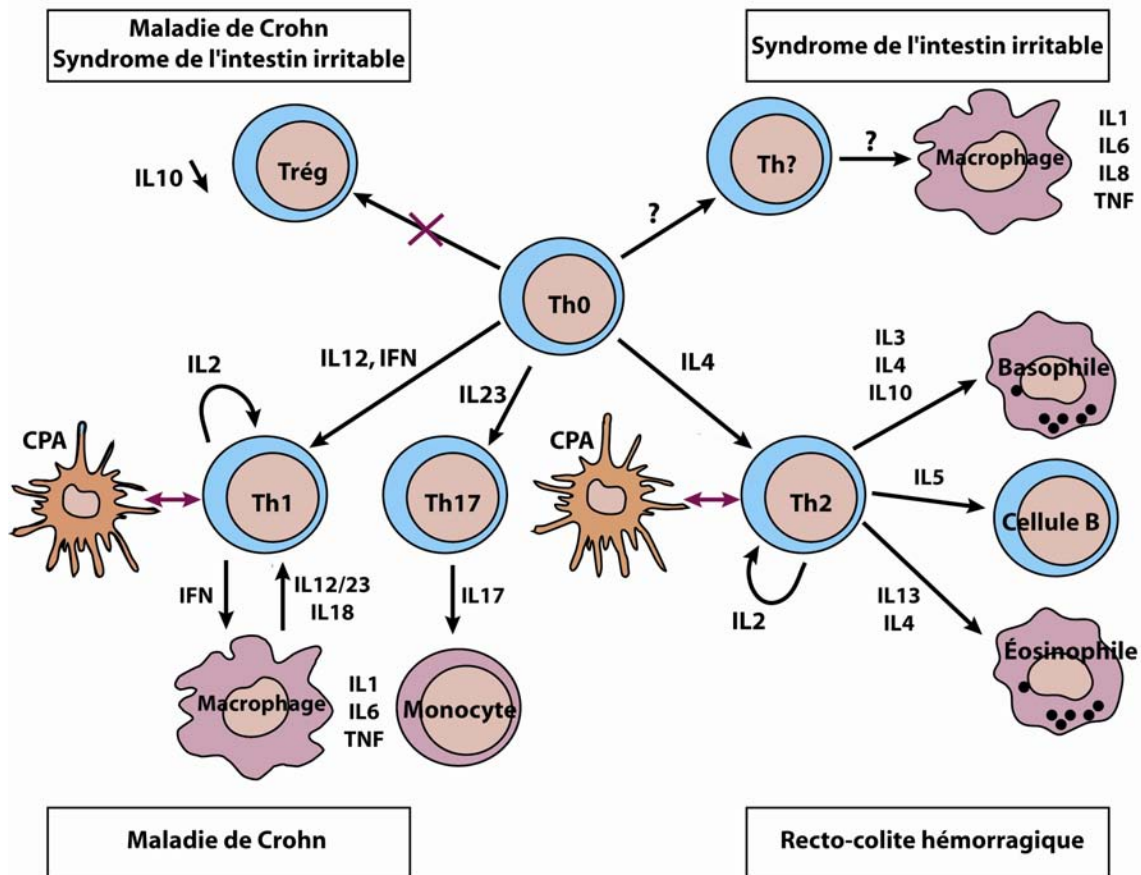 Maladie de Crohn
Syndrome de l'intestin irritable
Syndrome de l'intestin irritable
IL10
Trég
Th?
?
Macrophage
IL1
IL6
IL8
TNF
?
Th0
IL2
IL12, IFN
IL23
IL4
IL3
IL4
IL10
Basophile
CPA
Th1
Th17
CPA
Th2
IL5
Cellule B
IFN
IL12/23
IL18
IL17
IL2
IL13
IL4
Éosinophile
Macrophage
IL1
IL6
TNF
Monocyte
Maladie de Crohn
Recto-colite hémorragique